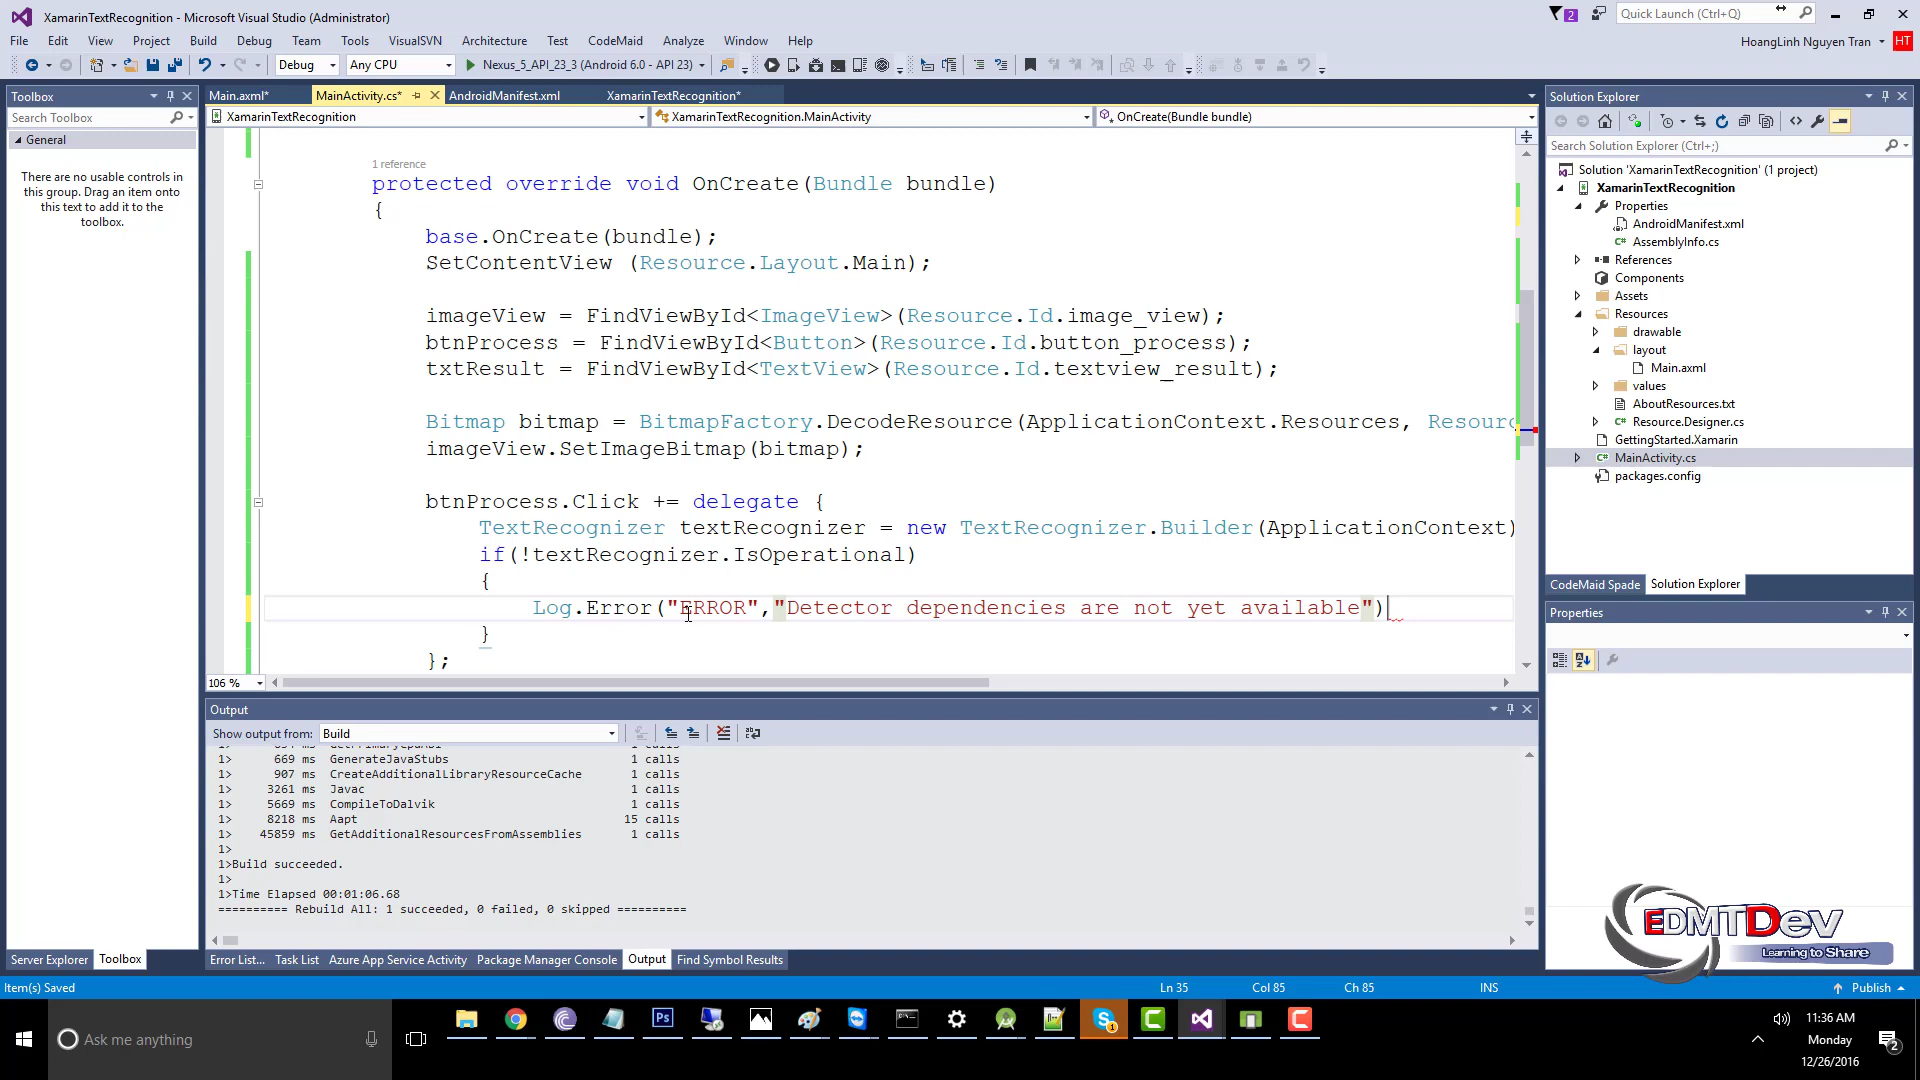 XamarinTextRecognition - Microsoft Visual Studio (Administrator)
2
Quick Launch (Ctrl+Q)
File Edit View Project Build Debug Team Tools VisualSVN Architecture Test CodeMaid Analyze Window Help
HoangLinh Nguyen Tran HT
Debug Any CPU Nexus_5_API_23_3 (Android 6.0 - API 23)
Toolbox
Search Toolbox
General
There are no usable controls in
this group. Drag an item onto
this text to add it to the
toolbox.
Main.axml* MainActivity.cs* AndroidManifest.xml XamarinTextRecognition*
XamarinTextRecognition XamarinTextRecognition.MainActivity OnCreate(Bundle bundle)
1 reference
protected override void OnCreate(Bundle bundle)
{
base.OnCreate(bundle);
SetContentView (Resource.Layout.Main);
imageView = FindViewById<ImageView>(Resource.Id.image_view);
btnProcess = FindViewById<Button>(Resource.Id.button_process);
txtResult = FindViewById<TextView>(Resource.Id.textview_result);
Bitmap bitmap = BitmapFactory.DecodeResource(ApplicationContext.Resources, Resourc
imageView.SetImageBitmap(bitmap);
btnProcess.Click += delegate {
TextRecognizer textRecognizer = new TextRecognizer.Builder(ApplicationContext)
if(!textRecognizer.IsOperational)
{
Log.Error("ERROR","Detector dependencies are not yet available")
}
};
106 %
Output
Show output from: Build
1> 669 ms GenerateJavaStubs 1 calls
1> 907 ms CreateAdditionalLibraryResourceCache 1 calls
1> 3261 ms Javac 1 calls
1> 5669 ms CompileToDalvik 1 calls
1> 8218 ms Aapt 15 calls
1> 45859 ms GetAdditionalResourcesFromAssemblies 1 calls
1>
1>Build succeeded.
1>
1>Time Elapsed 00:01:06.68
========== Rebuild All: 1 succeeded, 0 failed, 0 skipped ==========
Server Explorer Toolbox
Error List... Task List Azure App Service Activity Package Manager Console Output Find Symbol Results
Solution Explorer
Search Solution Explorer (Ctrl+;)
Solution 'XamarinTextRecognition' (1 project)
XamarinTextRecognition
Properties
AndroidManifest.xml
AssemblyInfo.cs
References
Components
Assets
Resources
drawable
layout
Main.axml
values
AboutResources.txt
Resource.Designer.cs
GettingStarted.Xamarin
MainActivity.cs
packages.config
CodeMaid Spade Solution Explorer
Properties
EDMTDev
Learning to Share
Item(s) Saved Ln 35 Col 85 Ch 85 INS Publish
Ask me anything
11:36 AM
Monday
12/26/2016
2